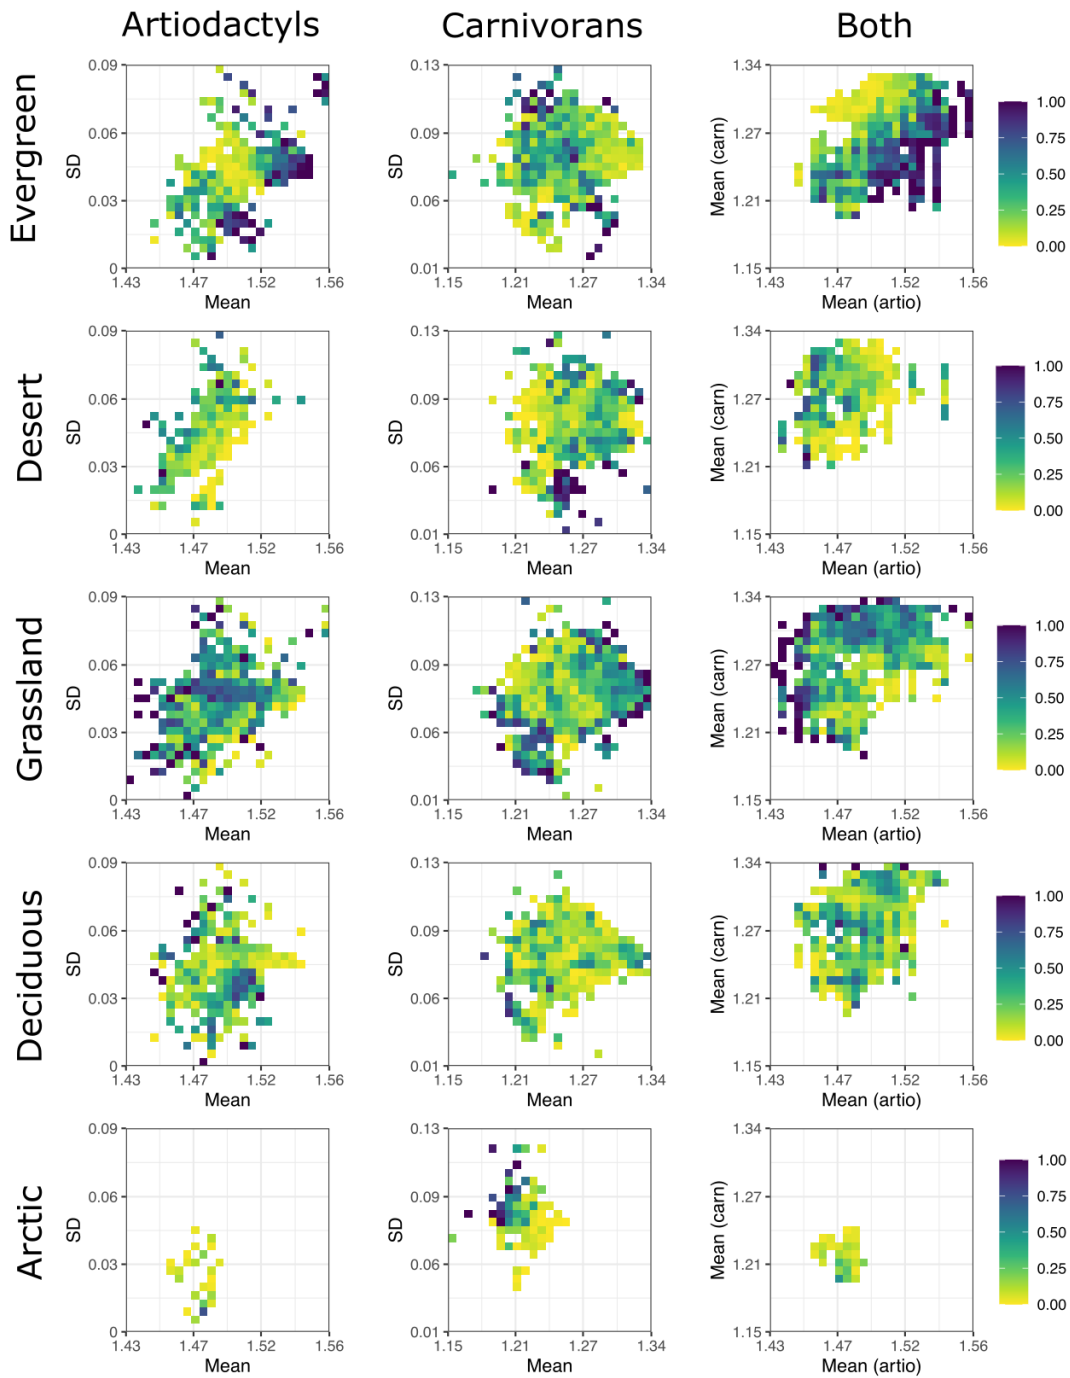 Artiodactyls Carnivorans Both
Evergreen
0.09
0.06
0.03
0
SD
1.43 1.47 1.52 1.56
Mean
0.13
0.09
0.06
0.01
SD
1.15 1.21 1.27 1.34
Mean
1.34
1.27
1.21
1.15
Mean (carn)
1.43 1.47 1.52 1.56
Mean (artio)
1.00
0.75
0.50
0.25
0.00
Desert
0.09
0.06
0.03
0
SD
1.43 1.47 1.52 1.56
Mean
0.13
0.09
0.06
0.01
SD
1.15 1.21 1.27 1.34
Mean
1.34
1.27
1.21
1.15
Mean (carn)
1.43 1.47 1.52 1.56
Mean (artio)
1.00
0.75
0.50
0.25
0.00
Grassland
0.09
0.06
0.03
0
SD
1.43 1.47 1.52 1.56
Mean
0.13
0.09
0.06
0.01
SD
1.15 1.21 1.27 1.34
Mean
1.34
1.27
1.21
1.15
Mean (carn)
1.43 1.47 1.52 1.56
Mean (artio)
1.00
0.75
0.50
0.25
0.00
Deciduous
0.09
0.06
0.03
0
SD
1.43 1.47 1.52 1.56
Mean
0.13
0.09
0.06
0.01
SD
1.15 1.21 1.27 1.34
Mean
1.34
1.27
1.21
1.15
Mean (carn)
1.43 1.47 1.52 1.56
Mean (artio)
1.00
0.75
0.50
0.25
0.00
Arctic
0.09
0.06
0.03
0
SD
1.43 1.47 1.52 1.56
Mean
0.13
0.09
0.06
0.01
SD
1.15 1.21 1.27 1.34
Mean
1.34
1.27
1.21
1.15
Mean (carn)
1.43 1.47 1.52 1.56
Mean (artio)
1.00
0.75
0.50
0.25
0.00